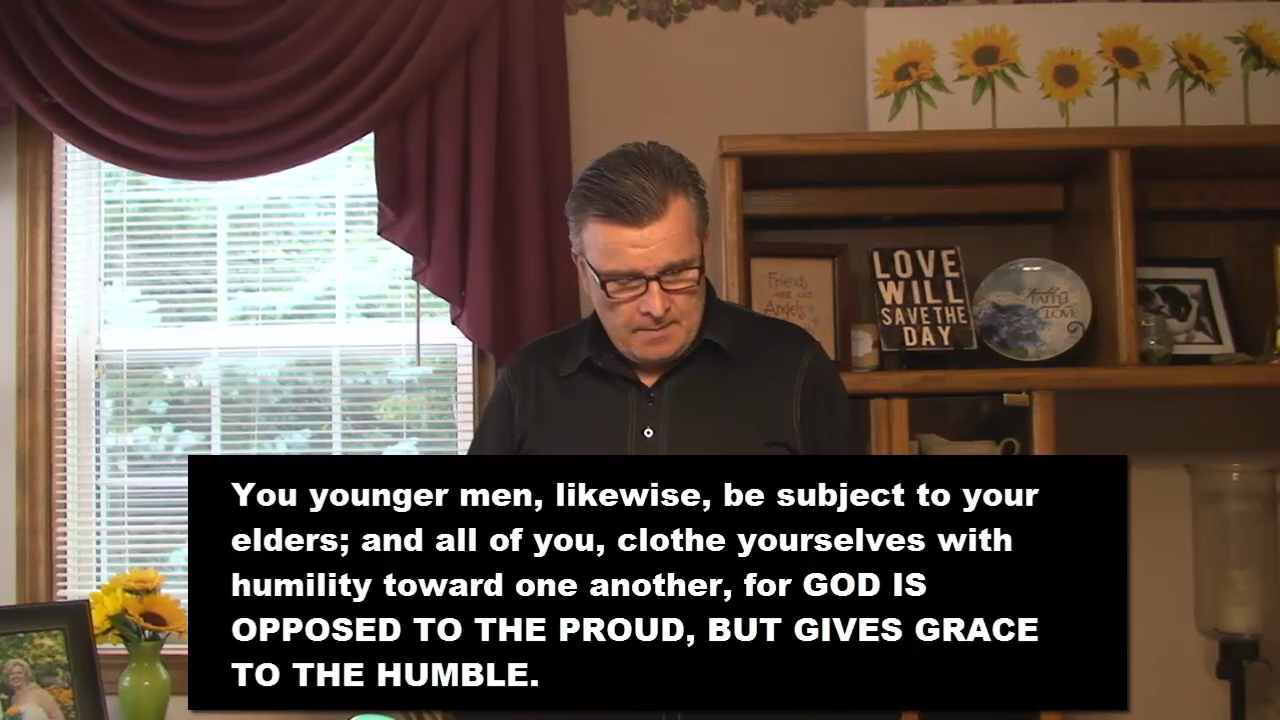 Friends
Angels
LOVE
WILL
SAVE THE
DAY
FAITH
LOVE
You younger men, likewise, be subject to your
elders; and all of you, clothe yourselves with
humility toward one another, for GOD IS
OPPOSED TO THE PROUD, BUT GIVES GRACE
TO THE HUMBLE.